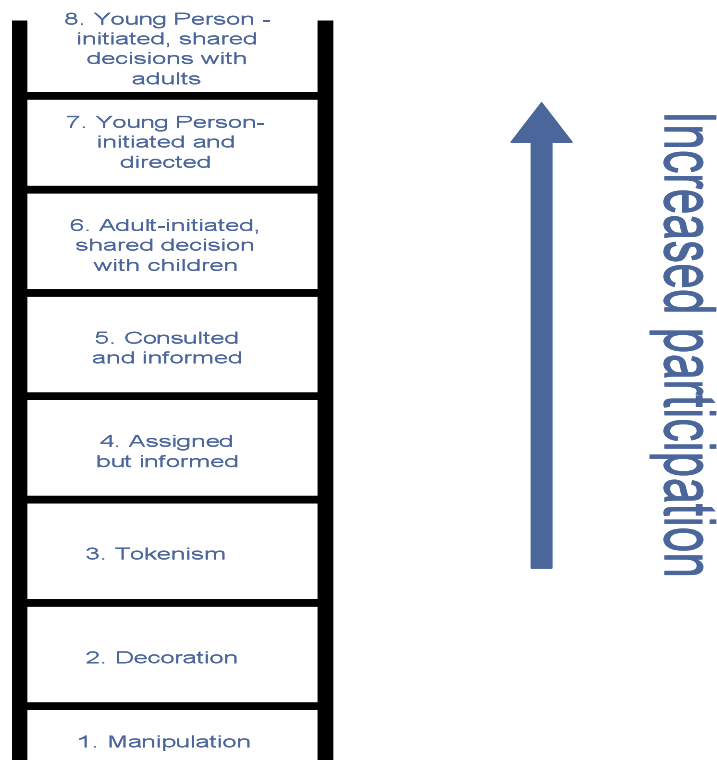 8. Young Person -
initiated, shared
decisions with
adults
7. Young Person-
initiated and
directed
6. Adult-initiated,
shared decision
with children
5. Consulted
and informed
4. Assigned
but informed
3. Tokenism
2. Decoration
1. Manipulation
Increased participation